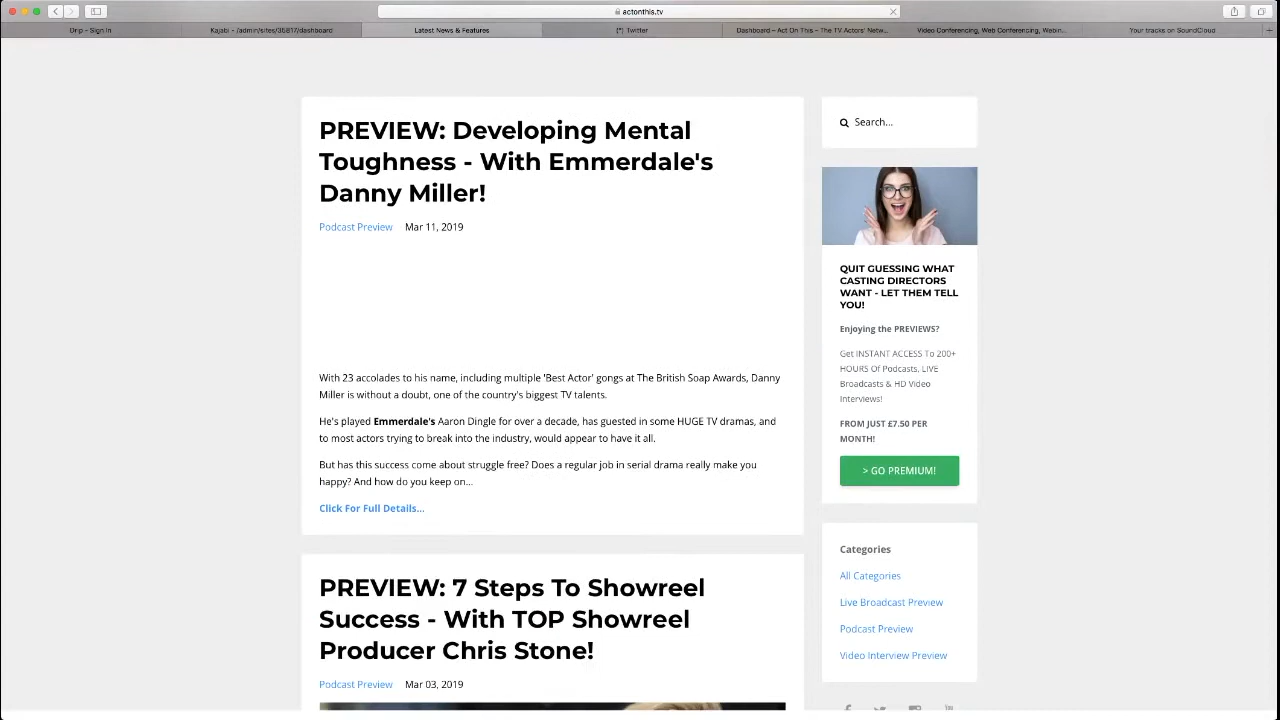 actonthis.tv
Drip – Sign In
Kajabi - /admin/sites/35817/dashboard
Latest News & Features
(*) Twitter
Dashboard – Act On This – The TV Actors' Netw...
Video Conferencing, Web Conferencing, Webin...
Your tracks on SoundCloud
PREVIEW: Developing Mental
Toughness - With Emmerdale's
Danny Miller!
Podcast Preview Mar 11, 2019
With 23 accolades to his name, including multiple 'Best Actor' gongs at The British Soap Awards, Danny
Miller is without a doubt, one of the country's biggest TV talents.
He's played Emmerdale's Aaron Dingle for over a decade, has guested in some HUGE TV dramas, and
to most actors trying to break into the industry, would appear to have it all.
But has this success come about struggle free? Does a regular job in serial drama really make you
happy? And how do you keep on...
Click For Full Details...
PREVIEW: 7 Steps To Showreel
Success - With TOP Showreel
Producer Chris Stone!
Podcast Preview Mar 03, 2019
Search...
QUIT GUESSING WHAT
CASTING DIRECTORS
WANT - LET THEM TELL
YOU!
Enjoying the PREVIEWS?
Get INSTANT ACCESS To 200+
HOURS Of Podcasts, LIVE
Broadcasts & HD Video
Interviews!
FROM JUST £7.50 PER
MONTH!
> GO PREMIUM!
Categories
All Categories
Live Broadcast Preview
Podcast Preview
Video Interview Preview